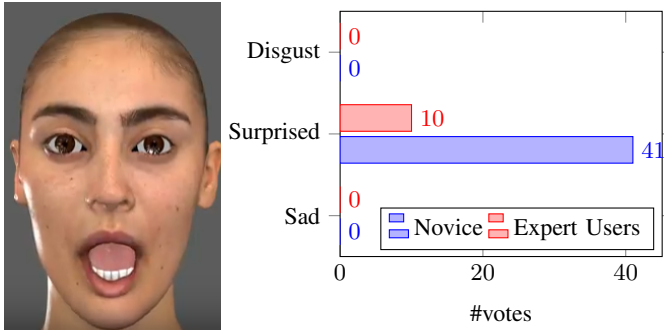 Disgust
0
0
Surprised
10
41
Sad
0
0
Novice Expert Users
0 20 40
#votes